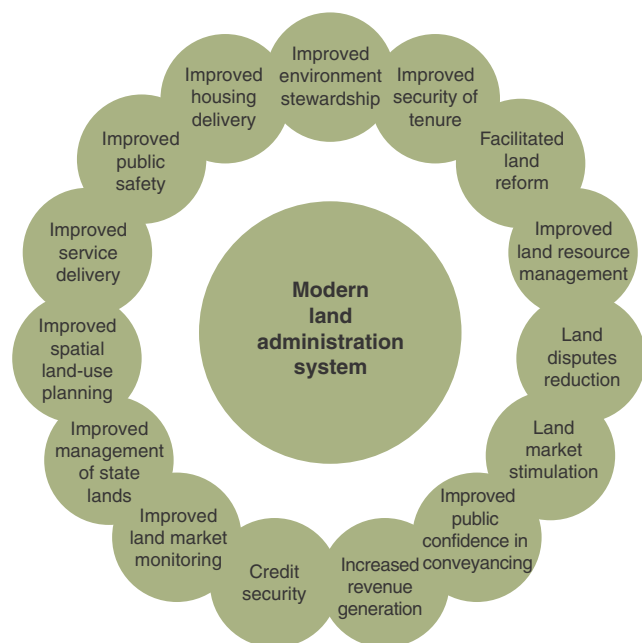 Improved
environment
stewardship
Improved
security of
tenure
Facilitated
land
reform
Improved
land resource
management
Land
disputes
reduction
Land
market
stimulation
Improved
public
confidence in
conveyancing
Increased
revenue
generation
Credit
security
Improved
land market
monitoring
Improved
management
of state
lands
Improved
spatial
land-use
planning
Improved
service
delivery
Improved
public
safety
Improved
housing
delivery
Modern
land
administration
system